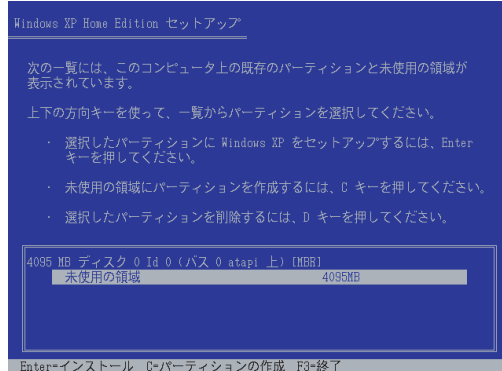 Windows XP Home Edition セットアップ
次の一覧には、このコンピュータ上の既存のパーティションと未使用の領域が
表示されています。
上下の方向キーを使って、一覧からパーティションを選択してください。
・ 選択したパーティションに Windows XP をセットアップするには、Enter
キーを押してください。
・ 未使用の領域にパーティションを作成するには、C キーを押してください。
・ 選択したパーティションを削除するには、D キーを押してください。
4095 MB ディスク 0 Id 0 (バス 0 atapi 上) [MBR]
未使用の領域 4095MB
Enter=インストール C=パーティションの作成 F3=終了